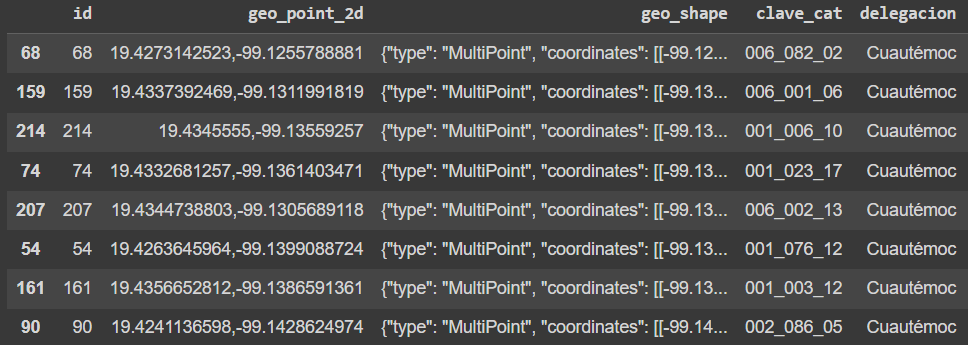 id geo_point_2d geo_shape clave_cat delegacion
68 68 19.4273142523,-99.1255788881 {"type": "MultiPoint", "coordinates": [[-99.12... 006_082_02 Cuautémoc
159 159 19.4337392469,-99.1311991819 {"type": "MultiPoint", "coordinates": [[-99.13... 006_001_06 Cuautémoc
214 214 19.4345555,-99.13559257 {"type": "MultiPoint", "coordinates": [[-99.13... 001_006_10 Cuautémoc
74 74 19.4332681257,-99.1361403471 {"type": "MultiPoint", "coordinates": [[-99.13... 001_023_17 Cuautémoc
207 207 19.4344738803,-99.1305689118 {"type": "MultiPoint", "coordinates": [[-99.13... 006_002_13 Cuautémoc
54 54 19.4263645964,-99.1399088724 {"type": "MultiPoint", "coordinates": [[-99.13... 001_076_12 Cuautémoc
161 161 19.4356652812,-99.1386591361 {"type": "MultiPoint", "coordinates": [[-99.13... 001_003_12 Cuautémoc
90 90 19.4241136598,-99.1428624974 {"type": "MultiPoint", "coordinates": [[-99.14... 002_086_05 Cuautémoc